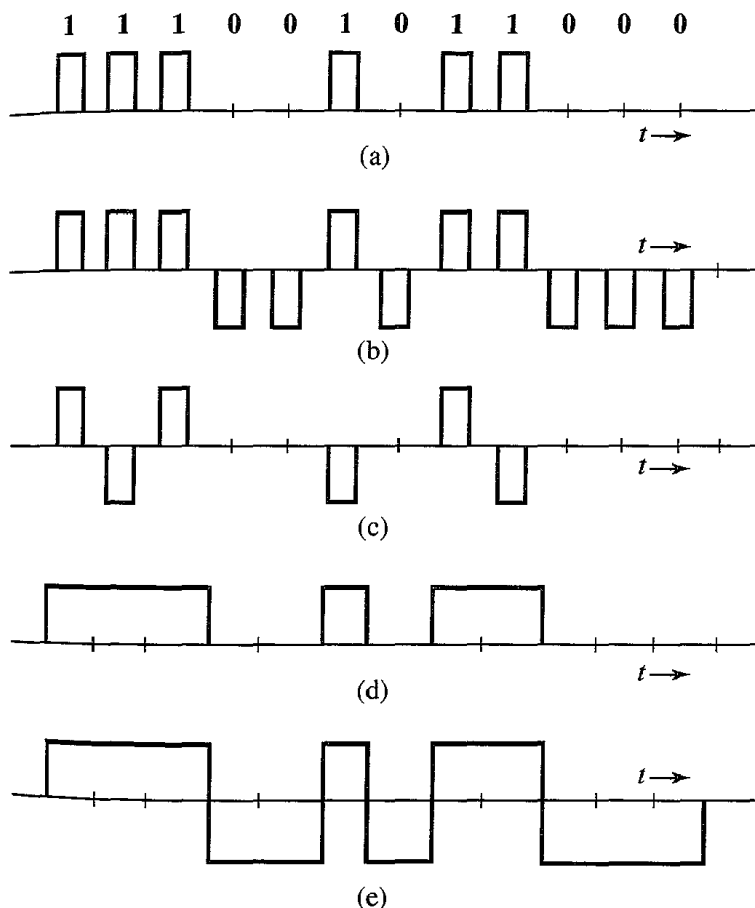 1 1 1 0 0 1 0 1 1 0 0 0
t →
(a)
t →
(b)
t →
(c)
t →
(d)
t →
(e)